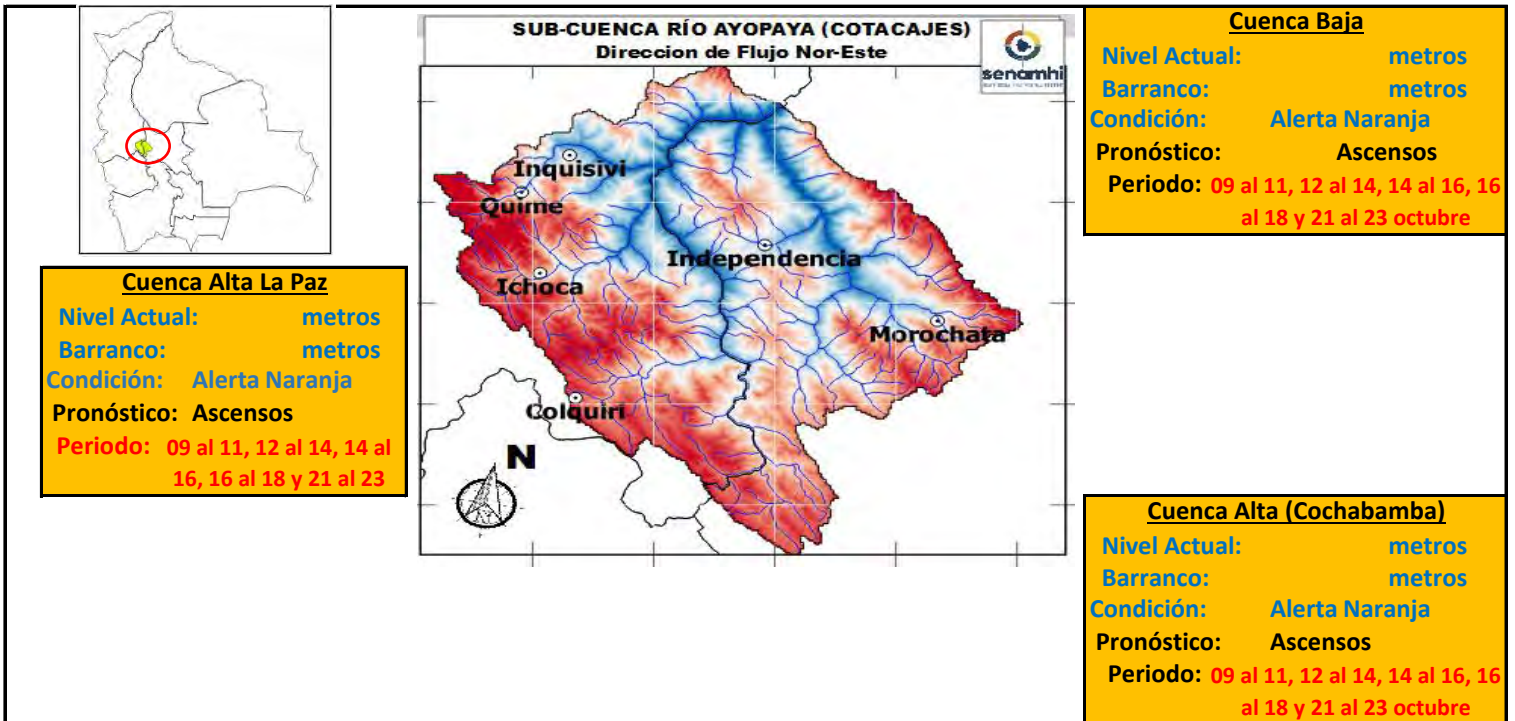 SUB-CUENCA RÍO AYOPAYA (COTACAJES)
Direccion de Flujo Nor-Este
senamhi
Inquisivi
Quime
Independencia
Ichoca
Morochata
Colquiri
N
Cuenca Alta La Paz
Nivel Actual: metros
Barranco: metros
Condición: Alerta Naranja
Pronóstico: Ascensos
Periodo: 09 al 11, 12 al 14, 14 al
16, 16 al 18 y 21 al 23
Cuenca Baja
Nivel Actual: metros
Barranco: metros
Condición: Alerta Naranja
Pronóstico: Ascensos
Periodo: 09 al 11, 12 al 14, 14 al 16, 16
al 18 y 21 al 23 octubre
Cuenca Alta (Cochabamba)
Nivel Actual: metros
Barranco: metros
Condición: Alerta Naranja
Pronóstico: Ascensos
Periodo: 09 al 11, 12 al 14, 14 al 16, 16
al 18 y 21 al 23 octubre